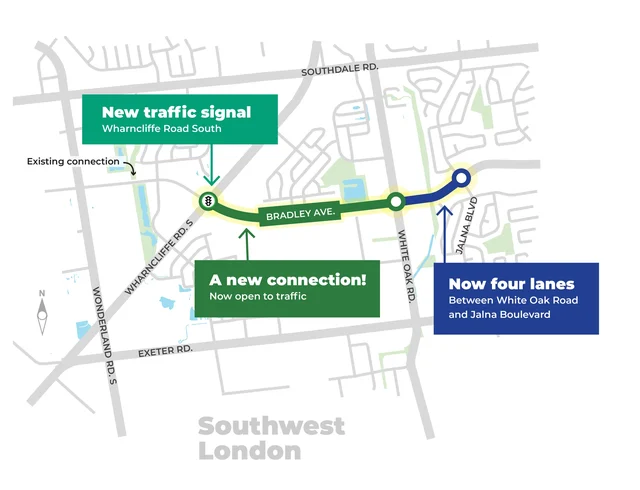 SOUTHDALE RD.
New traffic signal
Wharncliffe Road South
Existing connection
BRADLEY AVE.
WHARNCLIFFE RD. S
WHITE OAK RD.
JALNA BLVD
A new connection!
Now open to traffic
Now four lanes
Between White Oak Road
and Jalna Boulevard
N
WONDERLAND RD. S
EXETER RD.
Southwest
London